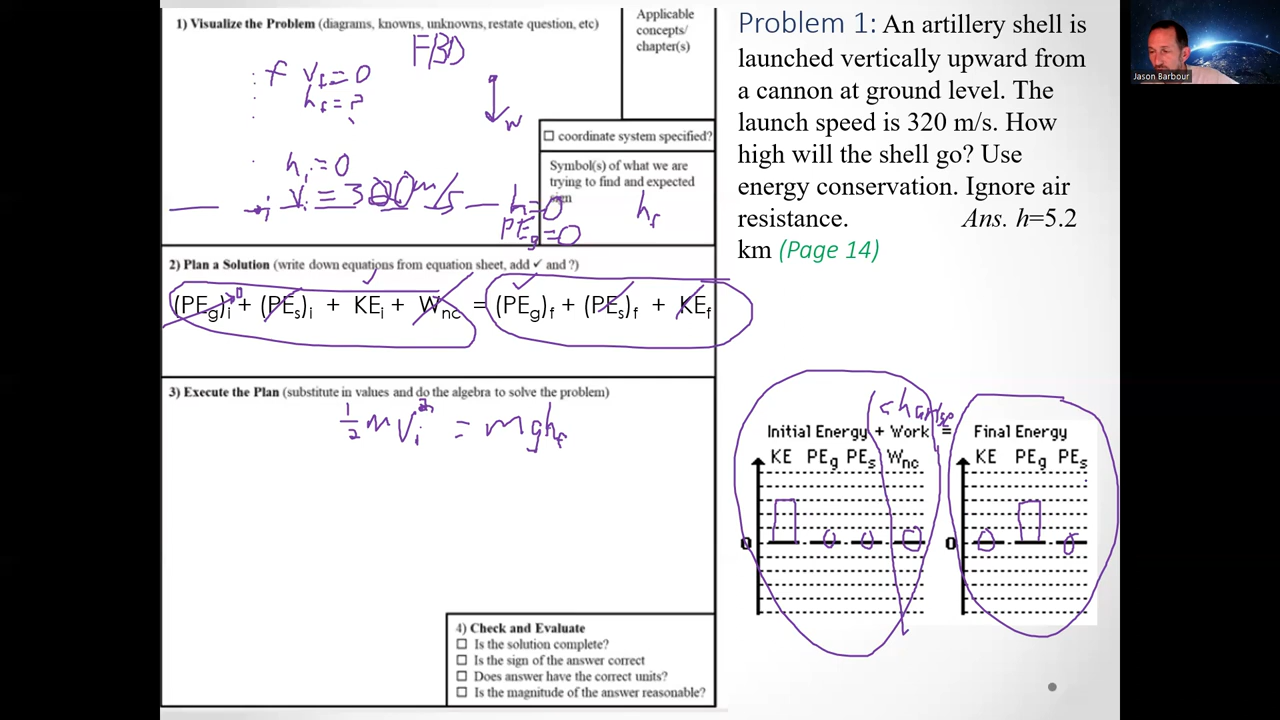 1) Visualize the Problem (diagrams, knowns, unknowns, restate question, etc)
FBD
f v_f = 0
h_f = ?
w
h_i = 0
i v_i = 320 m/s
h = 0
PE_g = 0
Applicable
concepts/
chapter(s)
☐ coordinate system specified?
Symbol(s) of what we are
trying to find and expected
sign
h_f
2) Plan a Solution (write down equations from equation sheet, add ✓ and ?)
(PE_g)_i + (PE_s)_i + KE_i + W_nc = (PE_g)_f + (PE_s)_f + KE_f
0
3) Execute the Plan (substitute in values and do the algebra to solve the problem)
½ m v_i² = m g h_f
4) Check and Evaluate
☐ Is the solution complete?
☐ Is the sign of the answer correct
☐ Does answer have the correct units?
☐ Is the magnitude of the answer reasonable?
Problem 1: An artillery shell is
launched vertically upward from
a cannon at ground level. The
launch speed is 320 m/s. How
high will the shell go? Use
energy conservation. Ignore air
resistance. Ans. h=5.2
km (Page 14)
change
Initial Energy + Work = Final Energy
KE PE_g PE_s W_nc KE PE_g PE_s
0 0 0 0 0 0 0
Jason Barbour